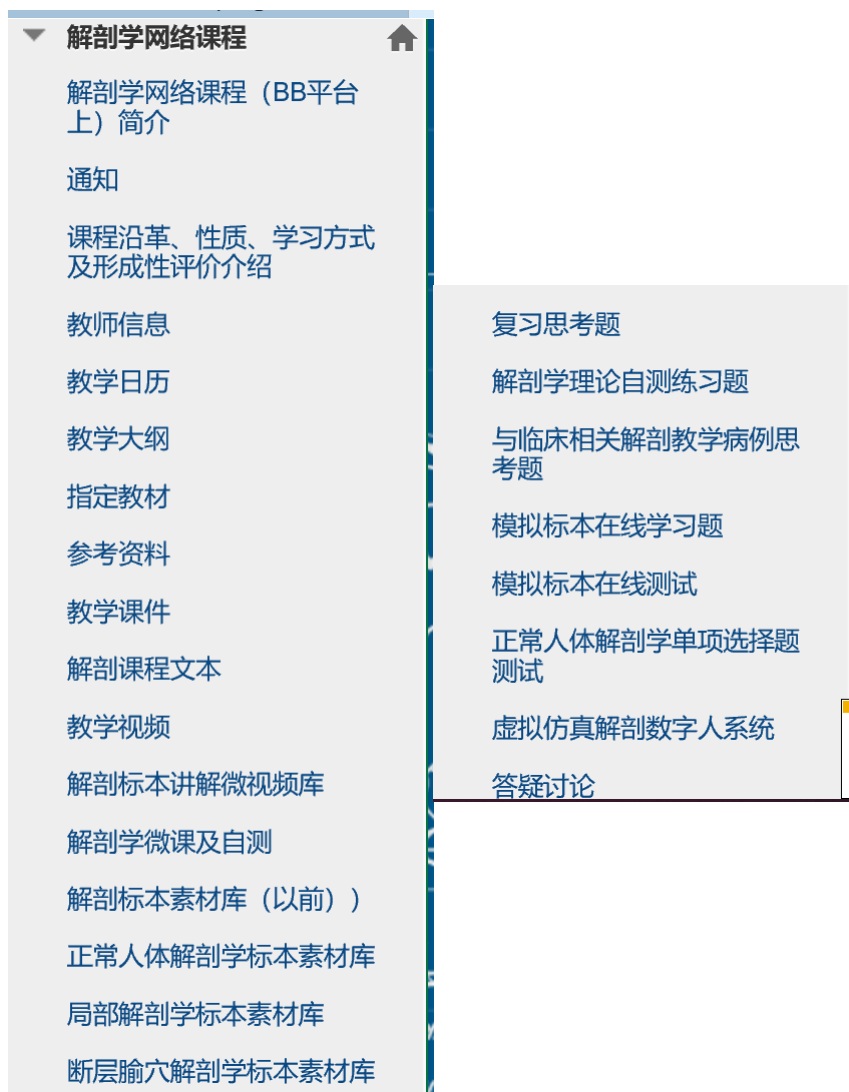 解剖学网络课程
解剖学网络课程（BB平台
上）简介
通知
课程沿革、性质、学习方式
及形成性评价介绍
教师信息
教学日历
教学大纲
指定教材
参考资料
教学课件
解剖课程文本
教学视频
解剖标本讲解微视频库
解剖学微课及自测
解剖标本素材库（以前））
正常人体解剖学标本素材库
局部解剖学标本素材库
断层腧穴解剖学标本素材库
复习思考题
解剖学理论自测练习题
与临床相关解剖教学病例思
考题
模拟标本在线学习题
模拟标本在线测试
正常人体解剖学单项选择题
测试
虚拟仿真解剖数字人系统
答疑讨论